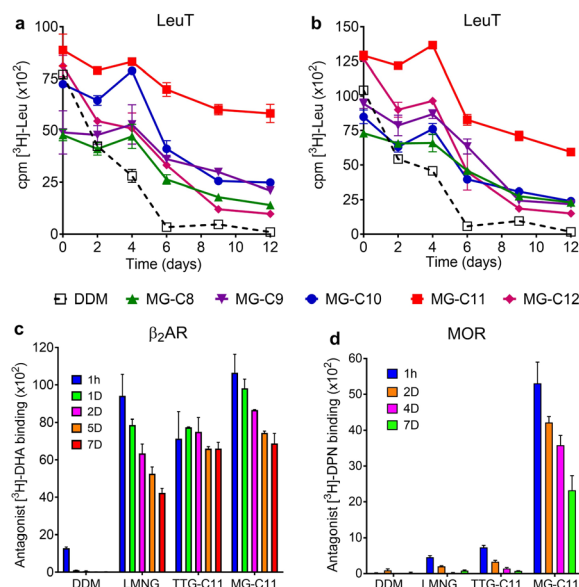 a LeuT
cpm [³H]-Leu (x10²)
100
75
50
25
0
0 2 4 6 8 10 12
Time (days)
b LeuT
cpm [³H]-Leu (x10²)
150
125
100
75
50
25
0
0 2 4 6 8 10 12
Time (days)
DDM MG-C8 MG-C9 MG-C10 MG-C11 MG-C12
c β₂AR
Antagonist [³H]-DHA binding (x10²)
120
100
80
60
40
20
0
1h
1D
2D
5D
7D
DDM LMNG TTG-C11 MG-C11
d MOR
Antagonist [³H]-DPN binding (x10²)
60
50
40
30
20
10
0
1h
2D
4D
7D
DDM LMNG TTG-C11 MG-C11